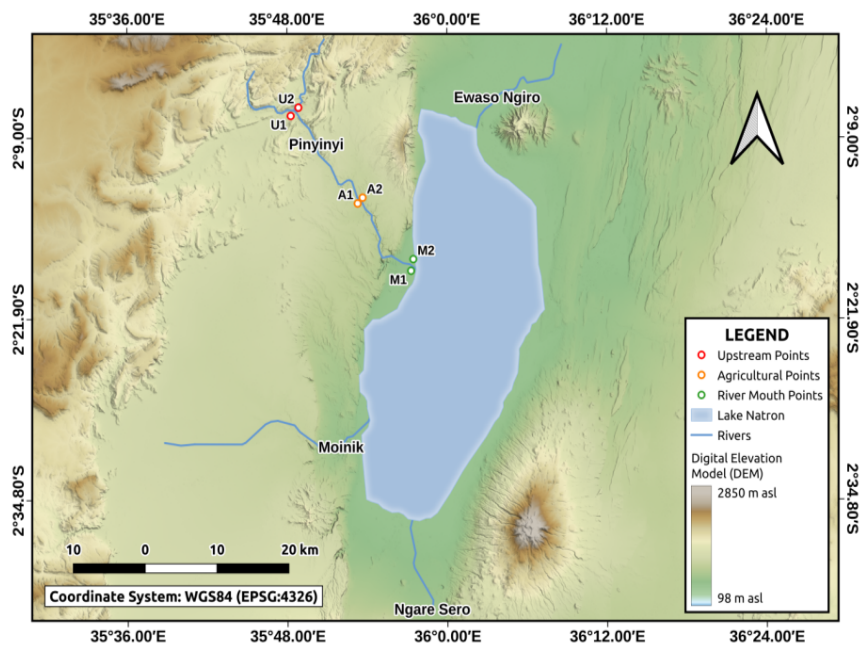 35°36.00′E 35°48.00′E 36°0.00′E 36°12.00′E 36°24.00′E
Ewaso Ngiro
U2
U1
2°9.00′S 2°9.00′S
Pinyinyi
A1 A2
M2
M1
2°21.90′S 2°21.90′S
LEGEND
Upstream Points
Agricultural Points
River Mouth Points
Lake Natron
Rivers
Digital Elevation
Model (DEM)
2850 m asl
98 m asl
Moinik
2°34.80′S 2°34.80′S
10 0 10 20 km
Coordinate System: WGS84 (EPSG:4326)
Ngare Sero
35°36.00′E 35°48.00′E 36°0.00′E 36°12.00′E 36°24.00′E